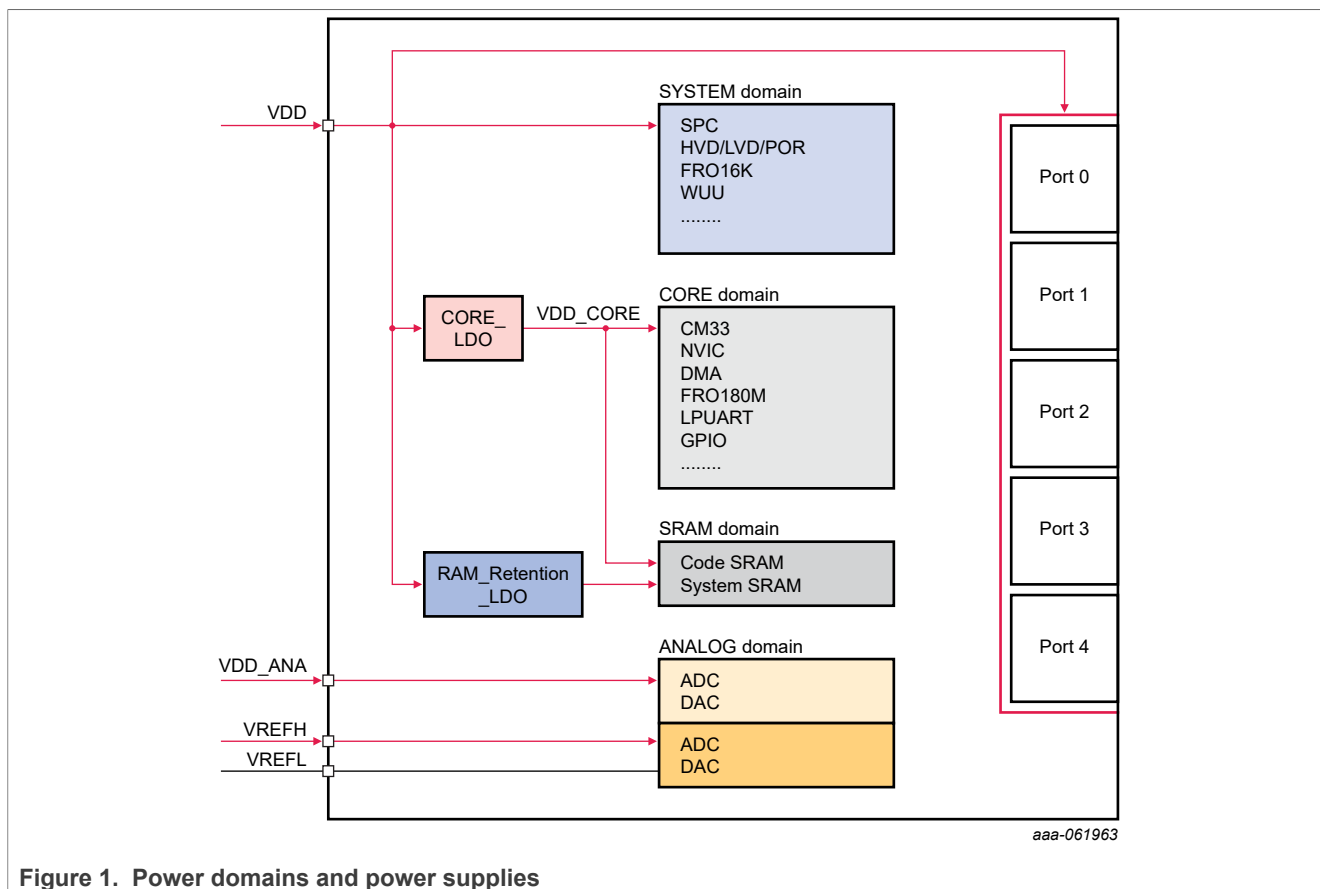 SYSTEM domain
VDD
SPC
HVD/LVD/POR
FRO16K
WUU
........
Port 0
Port 1
CORE domain
CORE_
LDO
VDD_CORE
CM33
NVIC
DMA
FRO180M
LPUART
GPIO
........
Port 2
Port 3
SRAM domain
Code SRAM
System SRAM
RAM_Retention
_LDO
Port 4
ANALOG domain
VDD_ANA
ADC
DAC
VREFH
VREFL
ADC
DAC
aaa-061963
Figure 1. Power domains and power supplies